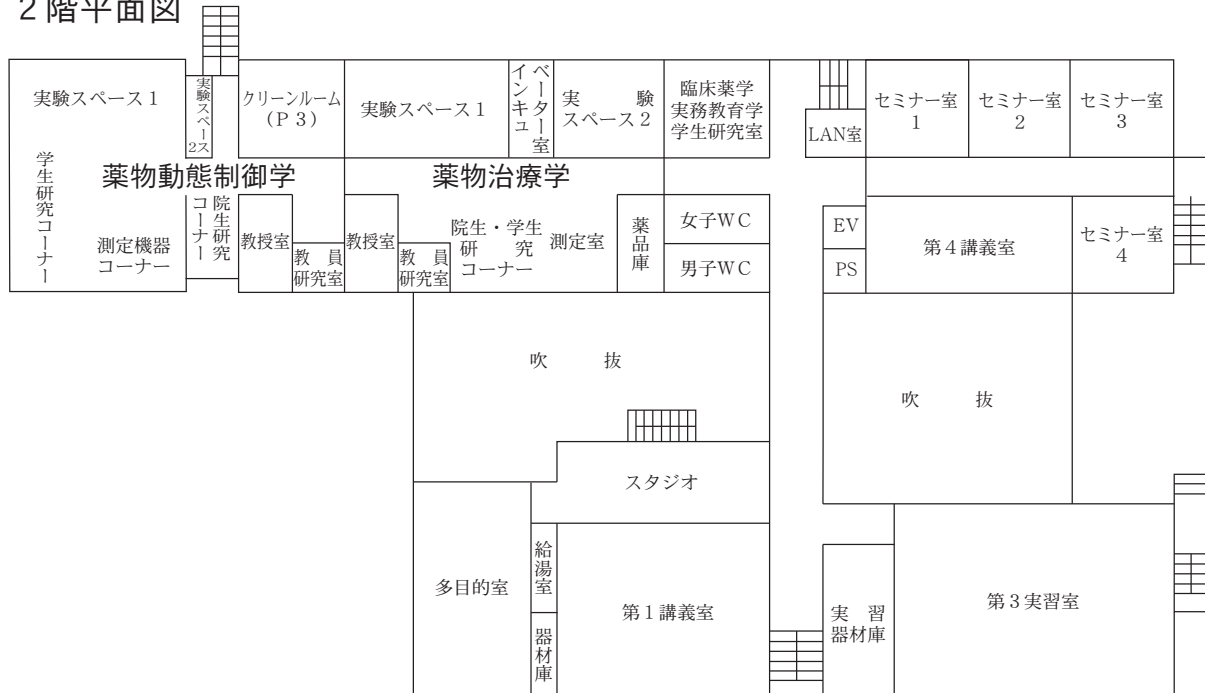 2階平面図
実験スペース1
実験スペース2
クリーンルーム
(P3)
実験スペース1
インキュベーター室
実験
スペース2
臨床薬学
実務教育学
学生研究室
LAN室
セミナー室
1
セミナー室
2
セミナー室
3
薬物動態制御学
薬物治療学
学生研究コーナー
測定機器
コーナー
院生研究
コーナー
教授室
教員
研究室
教授室
教員
研究室
院生・学生
研究
コーナー
測定室
薬品庫
女子WC
男子WC
EV
PS
第4講義室
セミナー室
4
吹抜
吹抜
スタジオ
多目的室
給湯室
器材庫
第1講義室
実習
器材庫
第3実習室